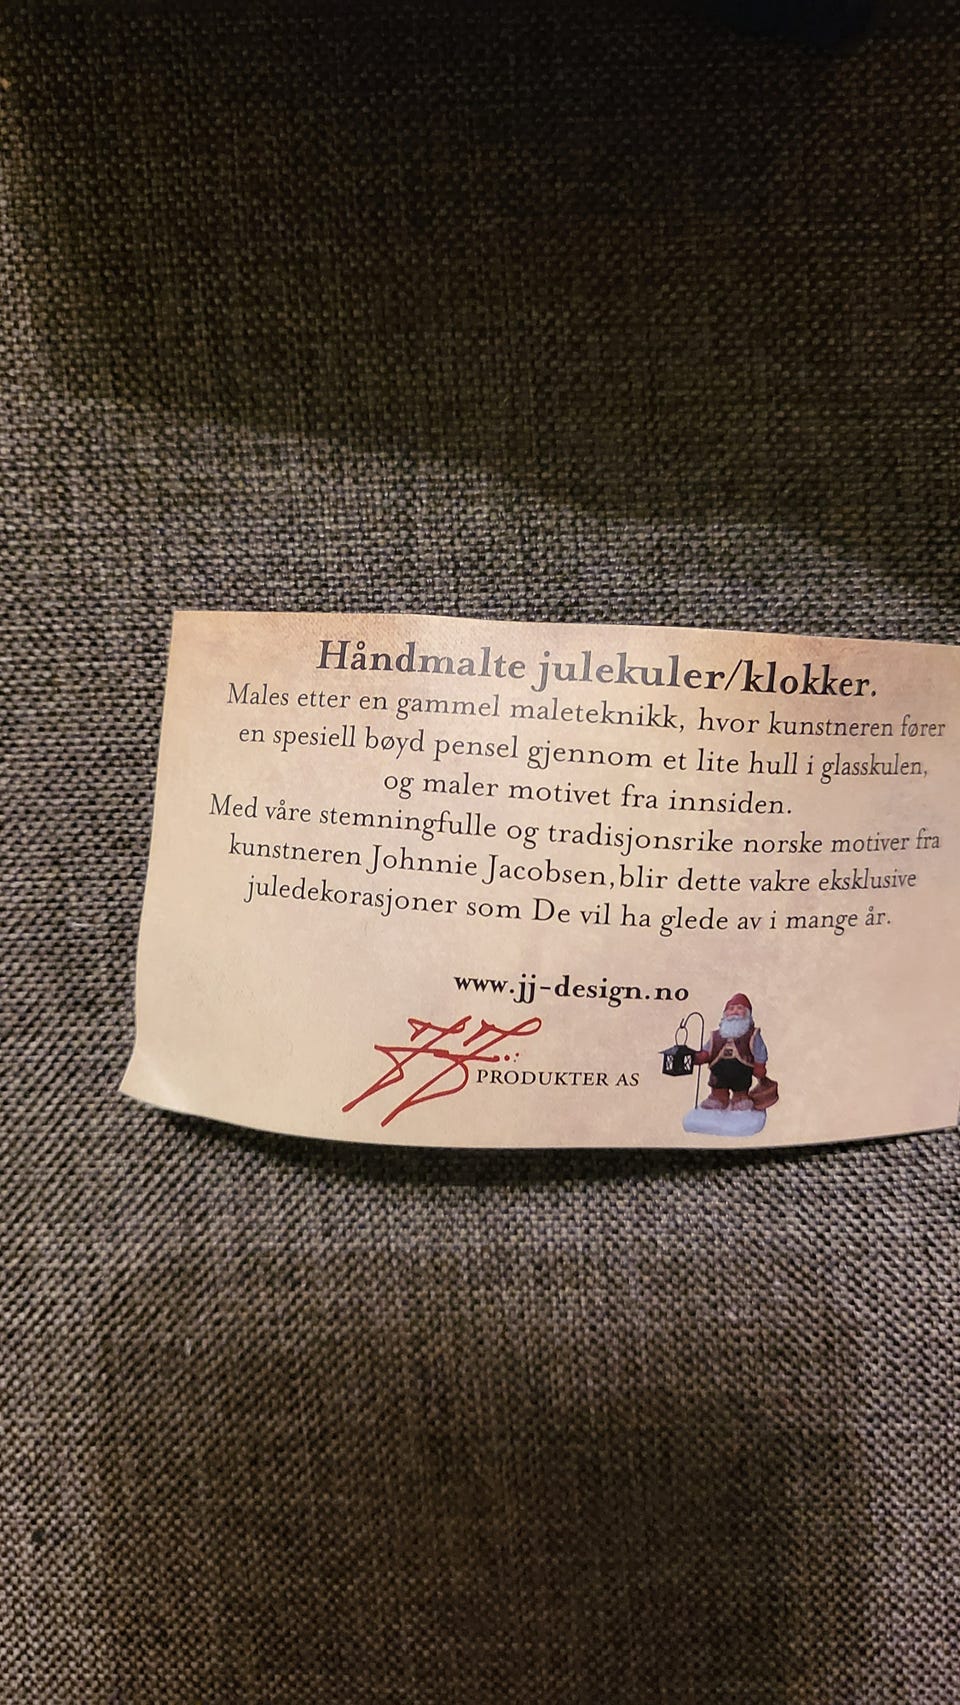 Håndmalte julekuler/klokker.
Males etter en gammel maleteknikk, hvor kunstneren fører
en spesiell bøyd pensel gjennom et lite hull i glasskulen,
og maler motivet fra innsiden.
Med våre stemningfulle og tradisjonsrike norske motiver fra
kunstneren Johnnie Jacobsen,blir dette vakre eksklusive
juledekorasjoner som De vil ha glede av i mange år.
www.jj-design.no
JJ PRODUKTER AS